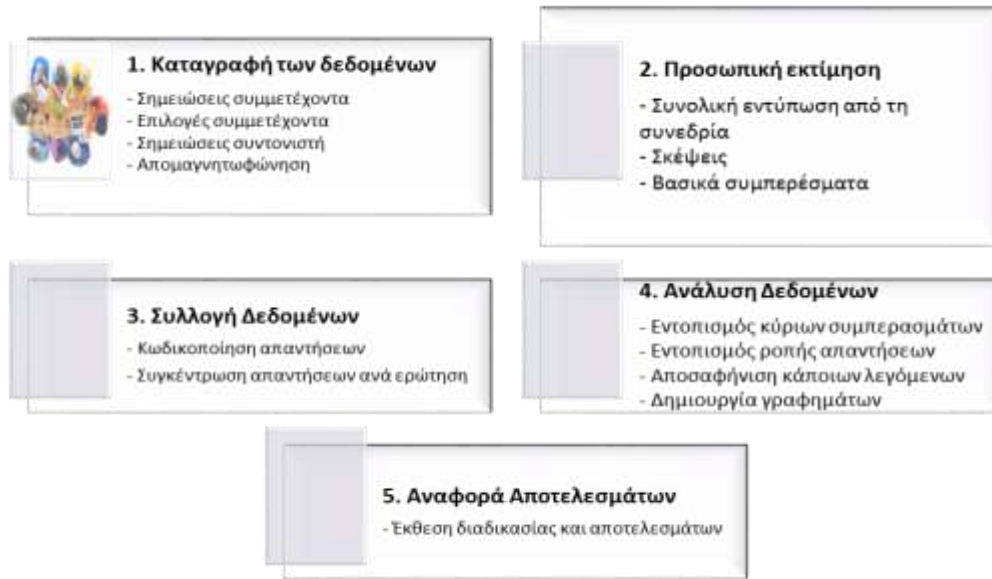 1. Καταγραφή των δεδομένων
- Σημειώσεις συμμετέχοντα
- Επιλογές συμμετέχοντα
- Σημειώσεις συντονιστή
- Απομαγνητωφώνηση
2. Προσωπική εκτίμηση
- Συνολική εντύπωση από τη
συνεδρία
- Σκέψεις
- Βασικά συμπεράσματα
3. Συλλογή Δεδομένων
- Κωδικοποίηση απαντήσεων
- Συγκέντρωση απαντήσεων ανά ερώτηση
4. Ανάλυση Δεδομένων
- Εντοπισμός κύριων συμπερασμάτων
- Εντοπισμός ροπής απαντήσεων
- Αποσαφήνιση κάποιων λεγόμενων
- Δημιουργία γραφημάτων
5. Αναφορά Αποτελεσμάτων
- Έκθεση διαδικασίας και αποτελεσμάτων